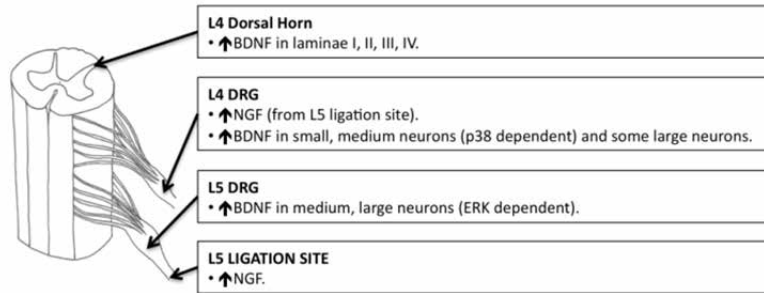 L4 Dorsal Horn
• ↑BDNF in laminae I, II, III, IV.
L4 DRG
• ↑NGF (from L5 ligation site).
• ↑BDNF in small, medium neurons (p38 dependent) and some large neurons.
L5 DRG
• ↑BDNF in medium, large neurons (ERK dependent).
L5 LIGATION SITE
• ↑NGF.